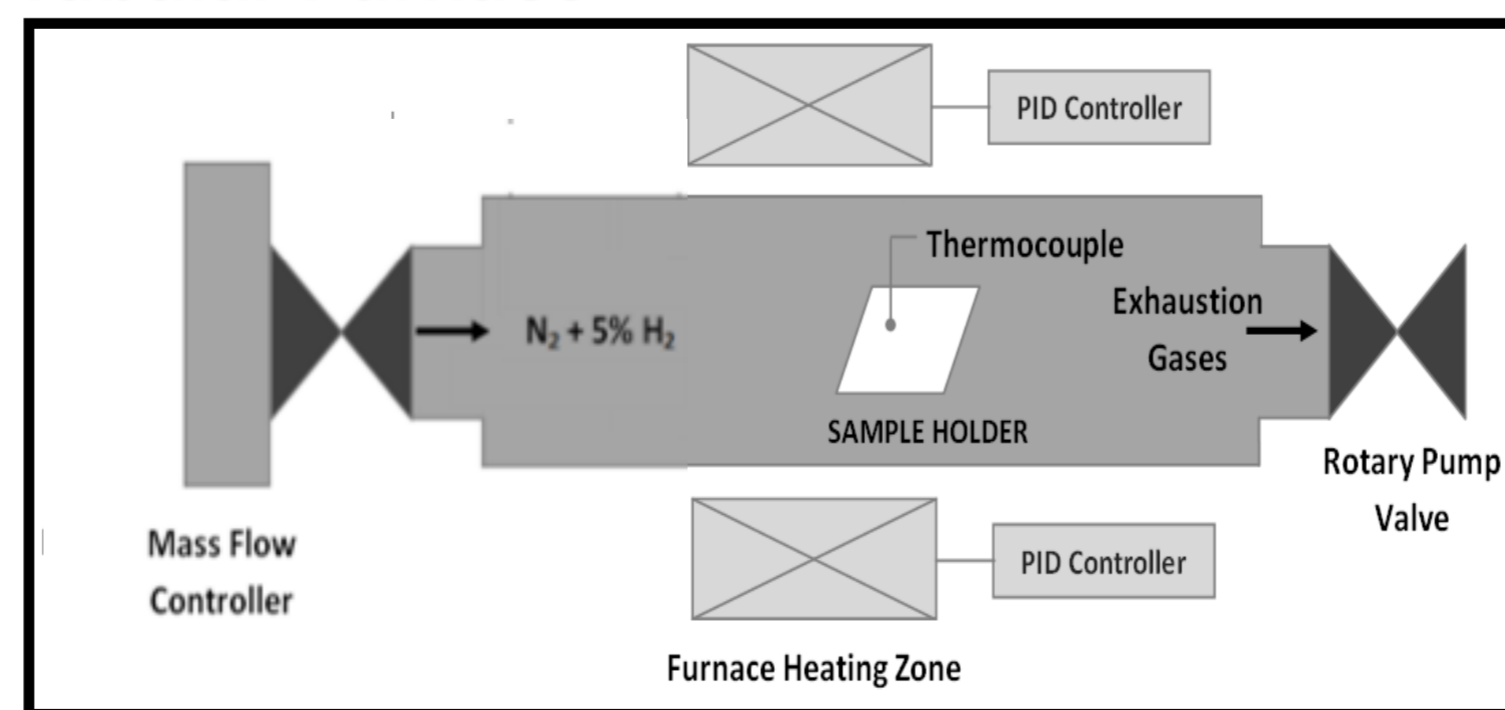 PID Controller
Thermocouple
N₂ + 5% H₂
Exhaustion
Gases
SAMPLE HOLDER
Rotary Pump
Valve
Mass Flow
Controller
PID Controller
Furnace Heating Zone